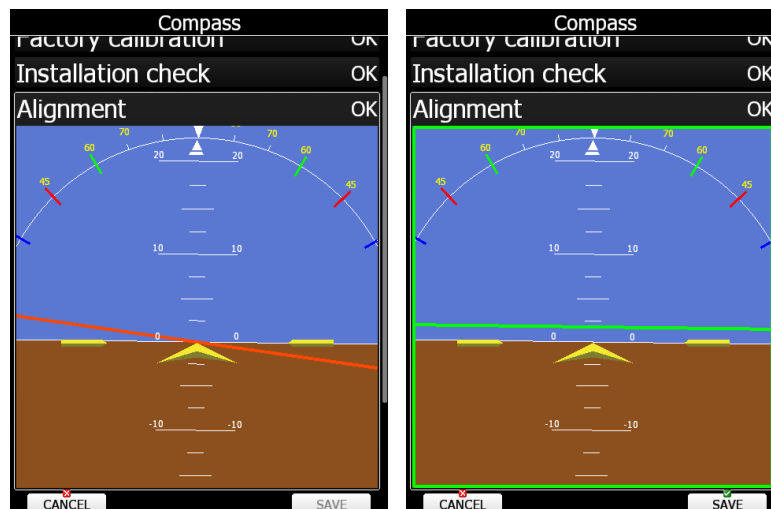 Compass
Factory calibration OK
Installation check OK
Alignment OK
70 70
60 60
45 45
20 20
10 10
0 0
-10 -10
CANCEL SAVE
Compass
Factory calibration OK
Installation check OK
Alignment OK
70 70
60 60
45 45
20 20
10 10
0 0
-10 -10
CANCEL SAVE